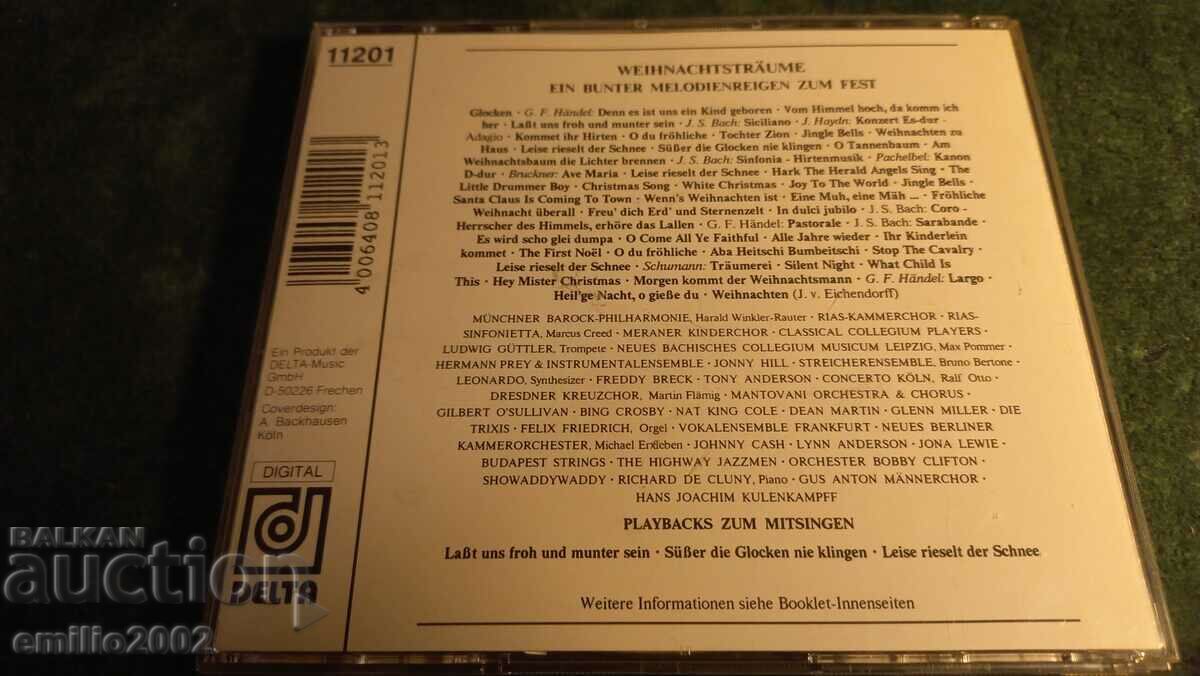 11201
4 006408 112013
Ein Produkt der
DELTA-Music
GmbH
D-50226 Frechen
Coverdesign:
A. Backhausen
Köln
DIGITAL
DELTA
WEIHNACHTSTRÄUME
EIN BUNTER MELODIENREIGEN ZUM FEST
Glocken · G. F. Händel: Denn es ist uns ein Kind geboren · Vom Himmel hoch, da komm ich
her · Laßt uns froh und munter sein · J. S. Bach: Siciliano · J. Haydn: Konzert Es-dur -
Adagio · Kommet ihr Hirten · O du fröhliche · Tochter Zion · Jingle Bells · Weihnachten zu
Haus · Leise rieselt der Schnee · Süßer die Glocken nie klingen · O Tannenbaum · Am
Weihnachtsbaum die Lichter brennen · J. S. Bach: Sinfonia - Hirtenmusik · Pachelbel: Kanon
D-dur · Bruckner: Ave Maria · Leise rieselt der Schnee · Hark The Herald Angels Sing · The
Little Drummer Boy · Christmas Song · White Christmas · Joy To The World · Jingle Bells ·
Santa Claus Is Coming To Town · Wenn's Weihnachten ist · Eine Muh, eine Mäh ... · Fröhliche
Weihnacht überall · Freu' dich Erd' und Sternenzelt · In dulci jubilo · J. S. Bach: Coro -
Herrscher des Himmels, erhöre das Lallen · G. F. Händel: Pastorale · J. S. Bach: Sarabande ·
Es wird scho glei dumpa · O Come All Ye Faithful · Alle Jahre wieder · Ihr Kinderlein
kommet · The First Noël · O du fröhliche · Aba Heitschi Bumbeitschi · Stop The Cavalry ·
Leise rieselt der Schnee · Schumann: Träumerei · Silent Night · What Child Is
This · Hey Mister Christmas · Morgen kommt der Weihnachtsmann · G. F. Händel: Largo ·
Heil'ge Nacht, o gieße du · Weihnachten (J. v. Eichendorff)
MÜNCHNER BAROCK-PHILHARMONIE, Harald Winkler-Rauter · RIAS-KAMMERCHOR · RIAS-
SINFONIETTA, Marcus Creed · MERANER KINDERCHOR · CLASSICAL COLLEGIUM PLAYERS ·
LUDWIG GÜTTLER, Trompete · NEUES BACHISCHES COLLEGIUM MUSICUM LEIPZIG, Max Pommer ·
HERMANN PREY & INSTRUMENTALENSEMBLE · JONNY HILL · STREICHERENSEMBLE, Bruno Bertone ·
LEONARDO, Synthesizer · FREDDY BRECK · TONY ANDERSON · CONCERTO KÖLN, Ralf Otto ·
DRESDNER KREUZCHOR, Martin Flämig · MANTOVANI ORCHESTRA & CHORUS ·
GILBERT O'SULLIVAN · BING CROSBY · NAT KING COLE · DEAN MARTIN · GLENN MILLER · DIE
TRIXIS · FELIX FRIEDRICH, Orgel · VOKALENSEMBLE FRANKFURT · NEUES BERLINER
KAMMERORCHESTER, Michael Erxleben · JOHNNY CASH · LYNN ANDERSON · JONA LEWIE ·
BUDAPEST STRINGS · THE HIGHWAY JAZZMEN · ORCHESTER BOBBY CLIFTON ·
SHOWADDYWADDY · RICHARD DE CLUNY, Piano · GUS ANTON MÄNNERCHOR ·
HANS JOACHIM KULENKAMPFF
PLAYBACKS ZUM MITSINGEN
Laßt uns froh und munter sein · Süßer die Glocken nie klingen · Leise rieselt der Schnee
Weitere Informationen siehe Booklet-Innenseiten
BALKAN
auction
emilio2002